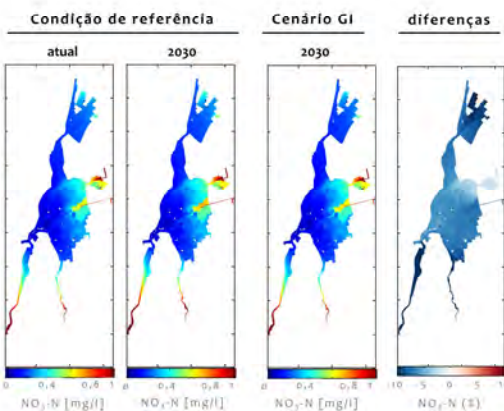 Condição de referência
Cenário GI
diferenças
atual
2030
2030
0 0,4 0,8 1
0 0,4 0,8 1
0 0,4 0,8 1
-10 -5 0 5 10
NO₃-N [mg/l]
NO₃-N [mg/l]
NO₃-N [mg/l]
NO₃-N (%)